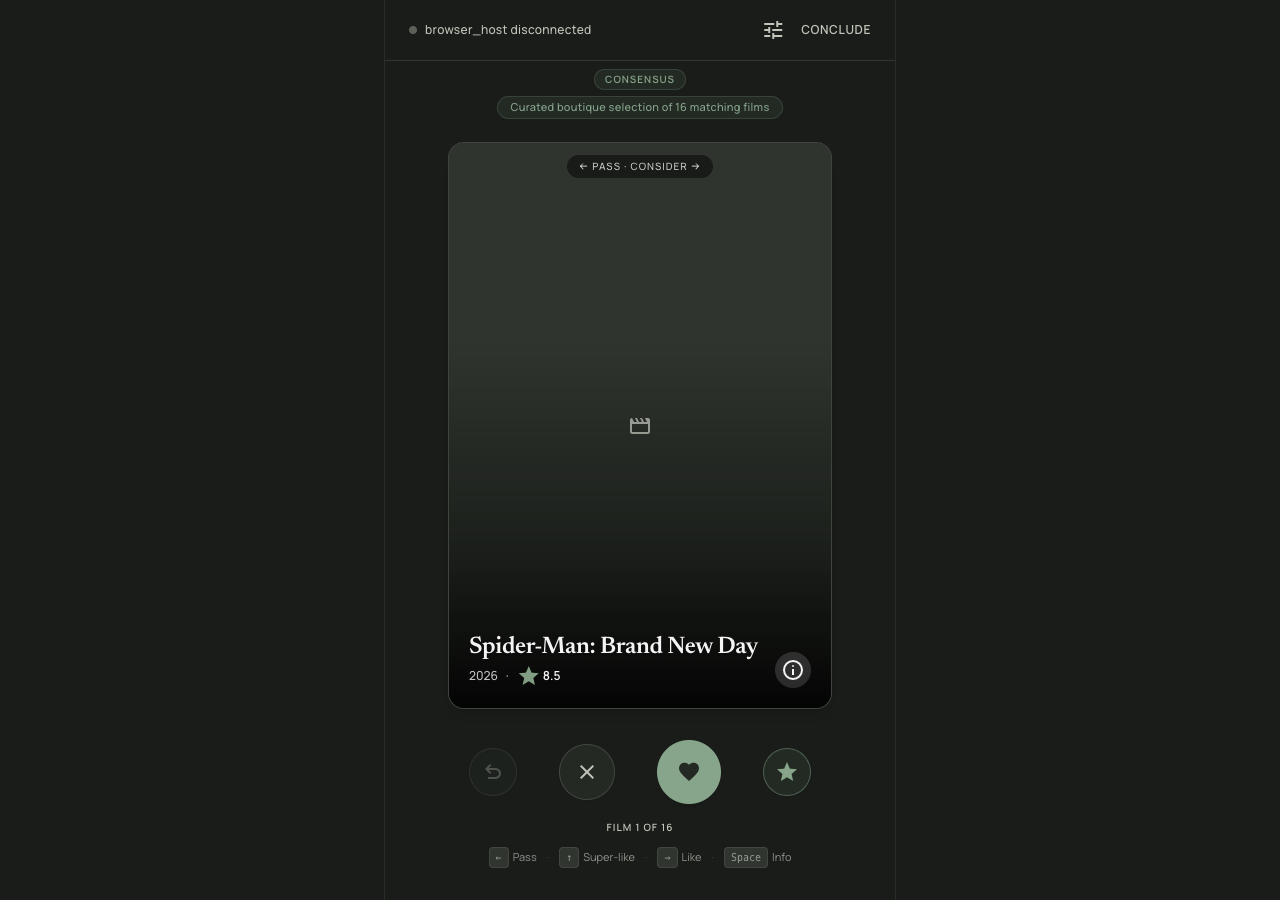 browser_host disconnected
CONCLUDE
CONSENSUS
Curated boutique selection of 16 matching films
← PASS · CONSIDER →
Spider-Man: Brand New Day
2026 · 8.5
FILM 1 OF 16
← Pass · ↑ Super-like · → Like · Space Info